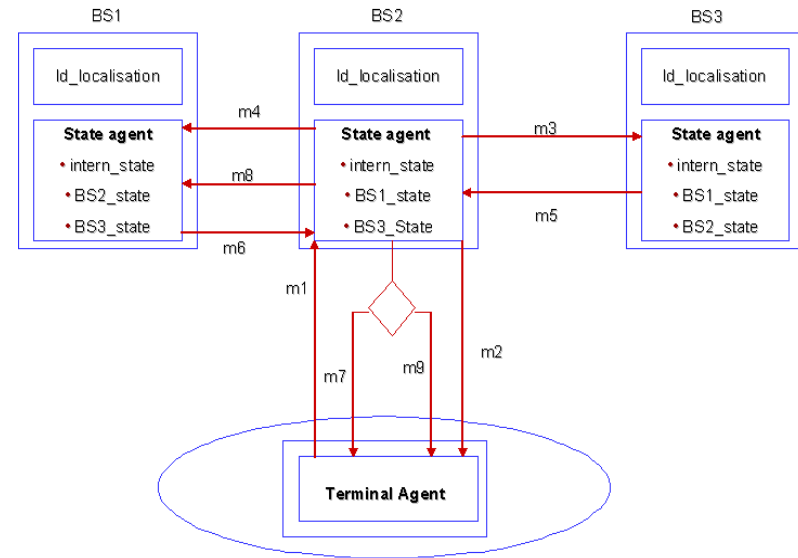 BS1
BS2
BS3
Id_localisation
Id_localisation
Id_localisation
m4
m3
State agent
State agent
State agent
• intern_state
• intern_state
• intern_state
m8
• BS2_state
• BS1_state
• BS1_state
m5
• BS3_state
• BS3_State
• BS2_state
m6
m1
m2
m7
m9
Terminal Agent